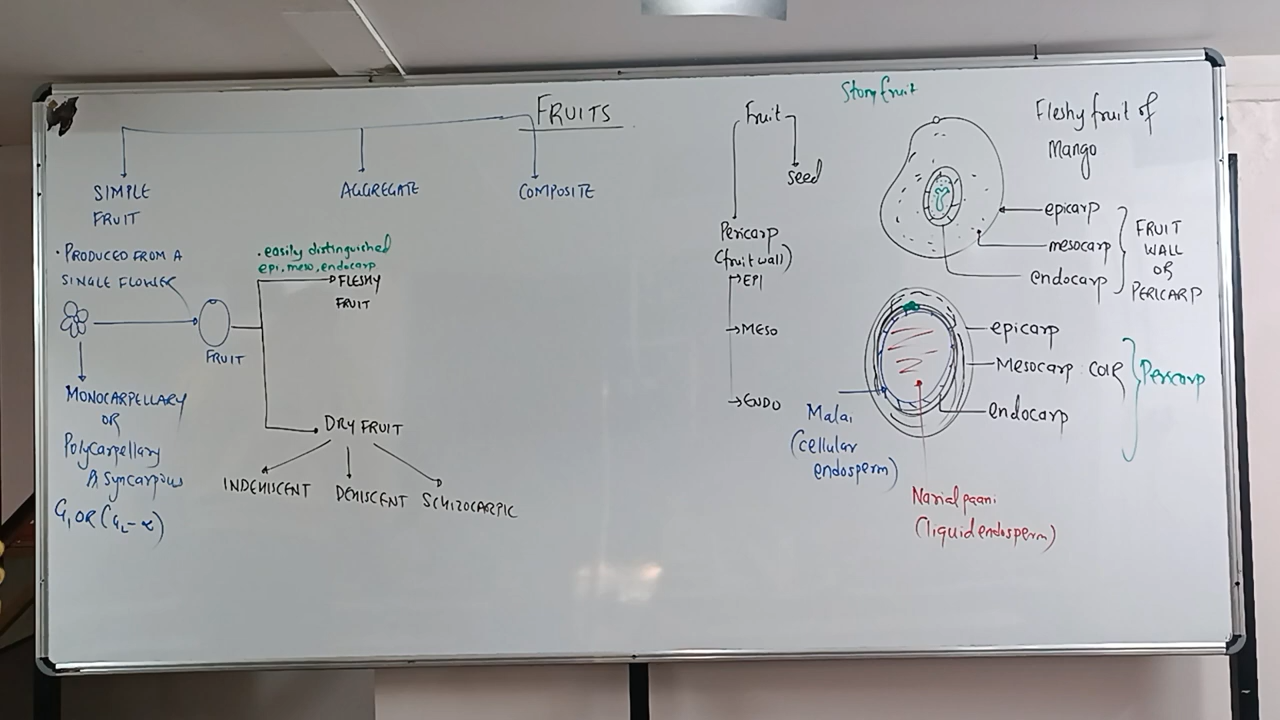 FRUITS
SIMPLE
FRUIT
AGGREGATE
COMPOSITE
. PRODUCED FROM A
SINGLE FLOWER
FRUIT
MONOCARPELLARY
OR
Polycarpellary
Syncarpous
. easily distinguished
epi, meso, endocarp
FLESHY
FRUIT
DRY FRUIT
INDEHISCENT
DEHISCENT
SCHIZOCARPIC
Fruit
seed
Pericarp
(fruit wall)
EPI
MESO
ENDO
Stony fruit
Fleshy fruit of
Mango
epicarp
mesocarp
endocarp
FRUIT
WALL
OR
PERICARP
epicarp
Mesocarp : coir
endocarp
Pericarp
Malai
(cellular
endosperm)
Narial paani
(liquid endosperm)